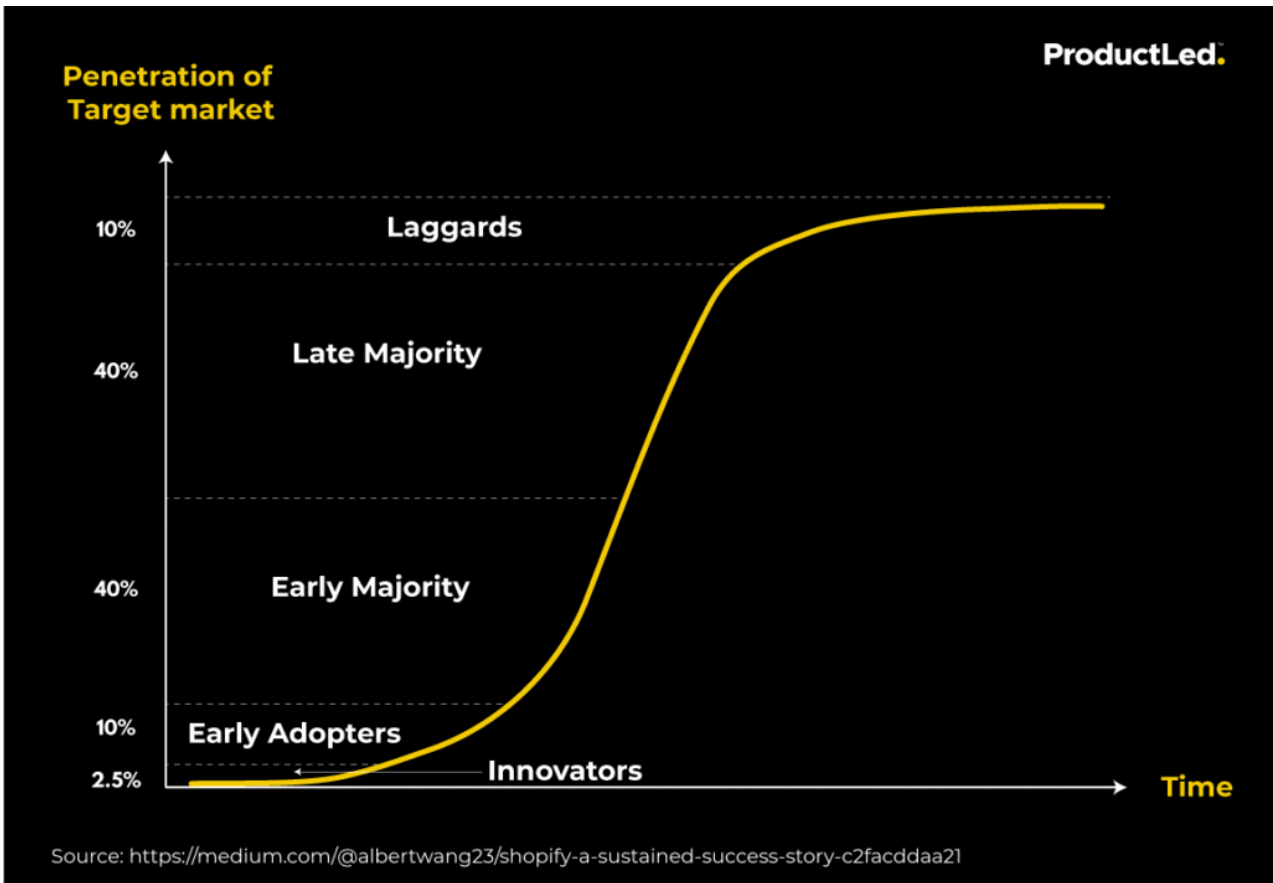 ProductLed.
Penetration of
Target market
10%
Laggards
Late Majority
40%
40%
Early Majority
10%
Early Adopters
2.5%
Innovators
Time
Source: https://medium.com/@albertwang23/shopify-a-sustained-success-story-c2facddaa21